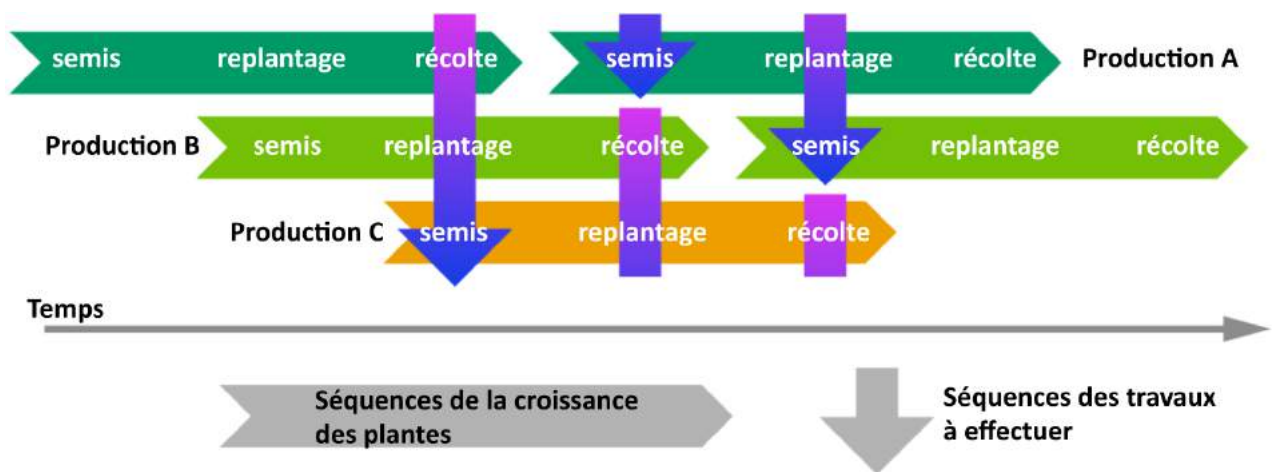 semis replantage récolte semis replantage récolte Production A
Production B semis replantage récolte semis replantage récolte
Production C semis replantage récolte
Temps
Séquences de la croissance
des plantes
Séquences des travaux
à effectuer